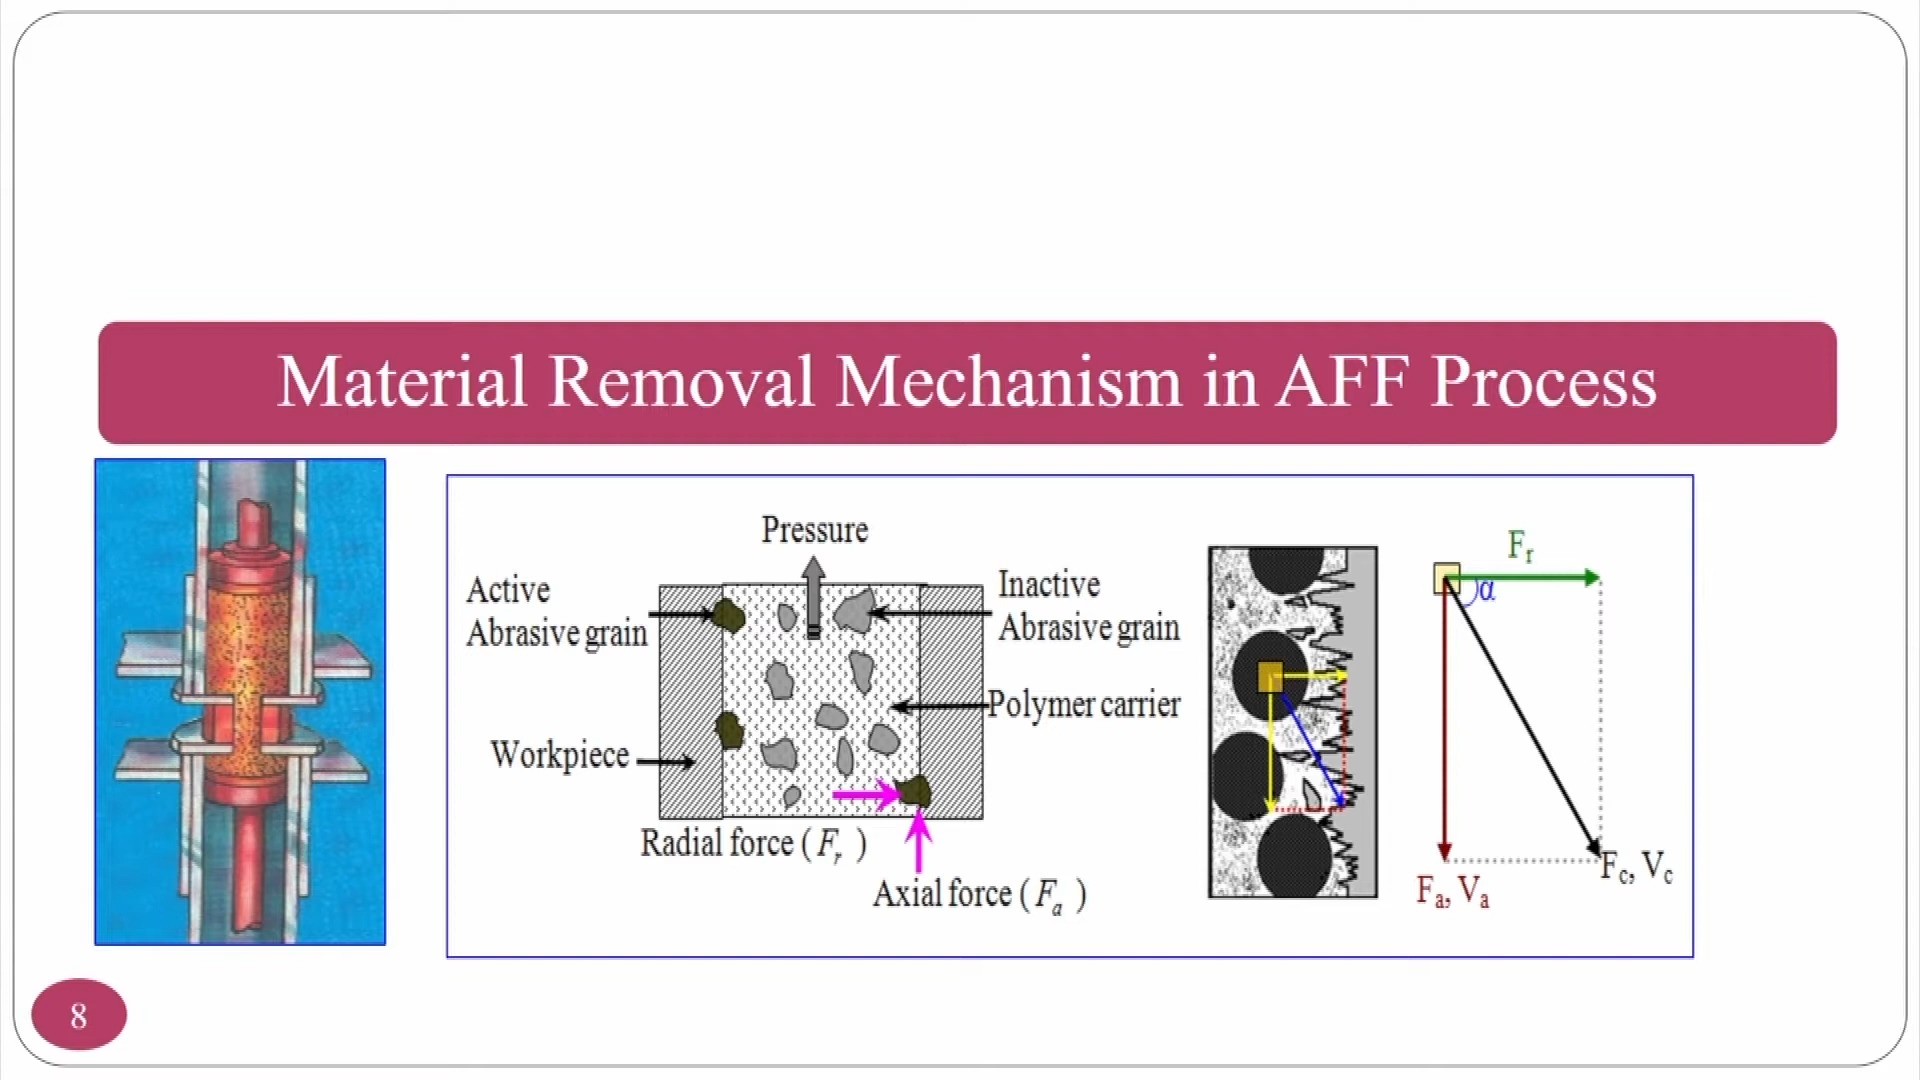 Material Removal Mechanism in AFF Process
Pressure
Active
Abrasive grain
Inactive
Abrasive grain
Polymer carrier
Workpiece
Radial force ( Fr )
Axial force ( Fa )
Fr
α
Fc, Vc
Fa, Va
8